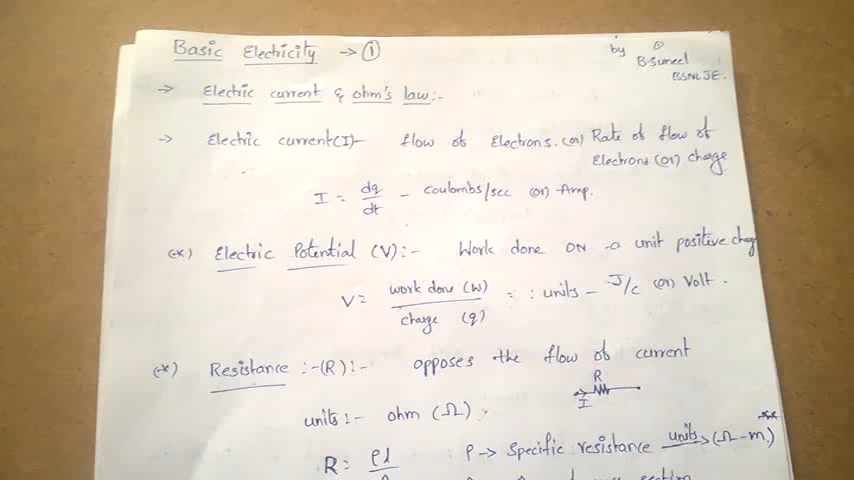 Basic Electricity → ①
by
B.Suneel
BSNL JE.
→ Electric current & ohm's law:-
→ Electric current(I)- flow of Electrons. (or) Rate of flow of
Electrons (or) charge
I = dq/dt - coulombs/sec (or) Amp.
(*) Electric Potential (V):- Work done ON a unit positive charge
V = work done (W)/charge (q) = : units - J/c (or) Volt.
(*) Resistance :-(R):- opposes the flow of current
R
I
units:- ohm (Ω)
R = ρl/ ρ → specific resistance units→(Ω-m)
section